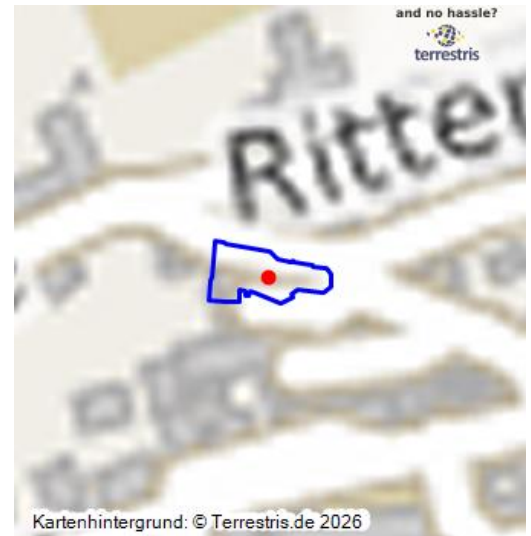 and no hassle?
terrestris
Ritter
Kartenhintergrund: © Terrestris.de 2026